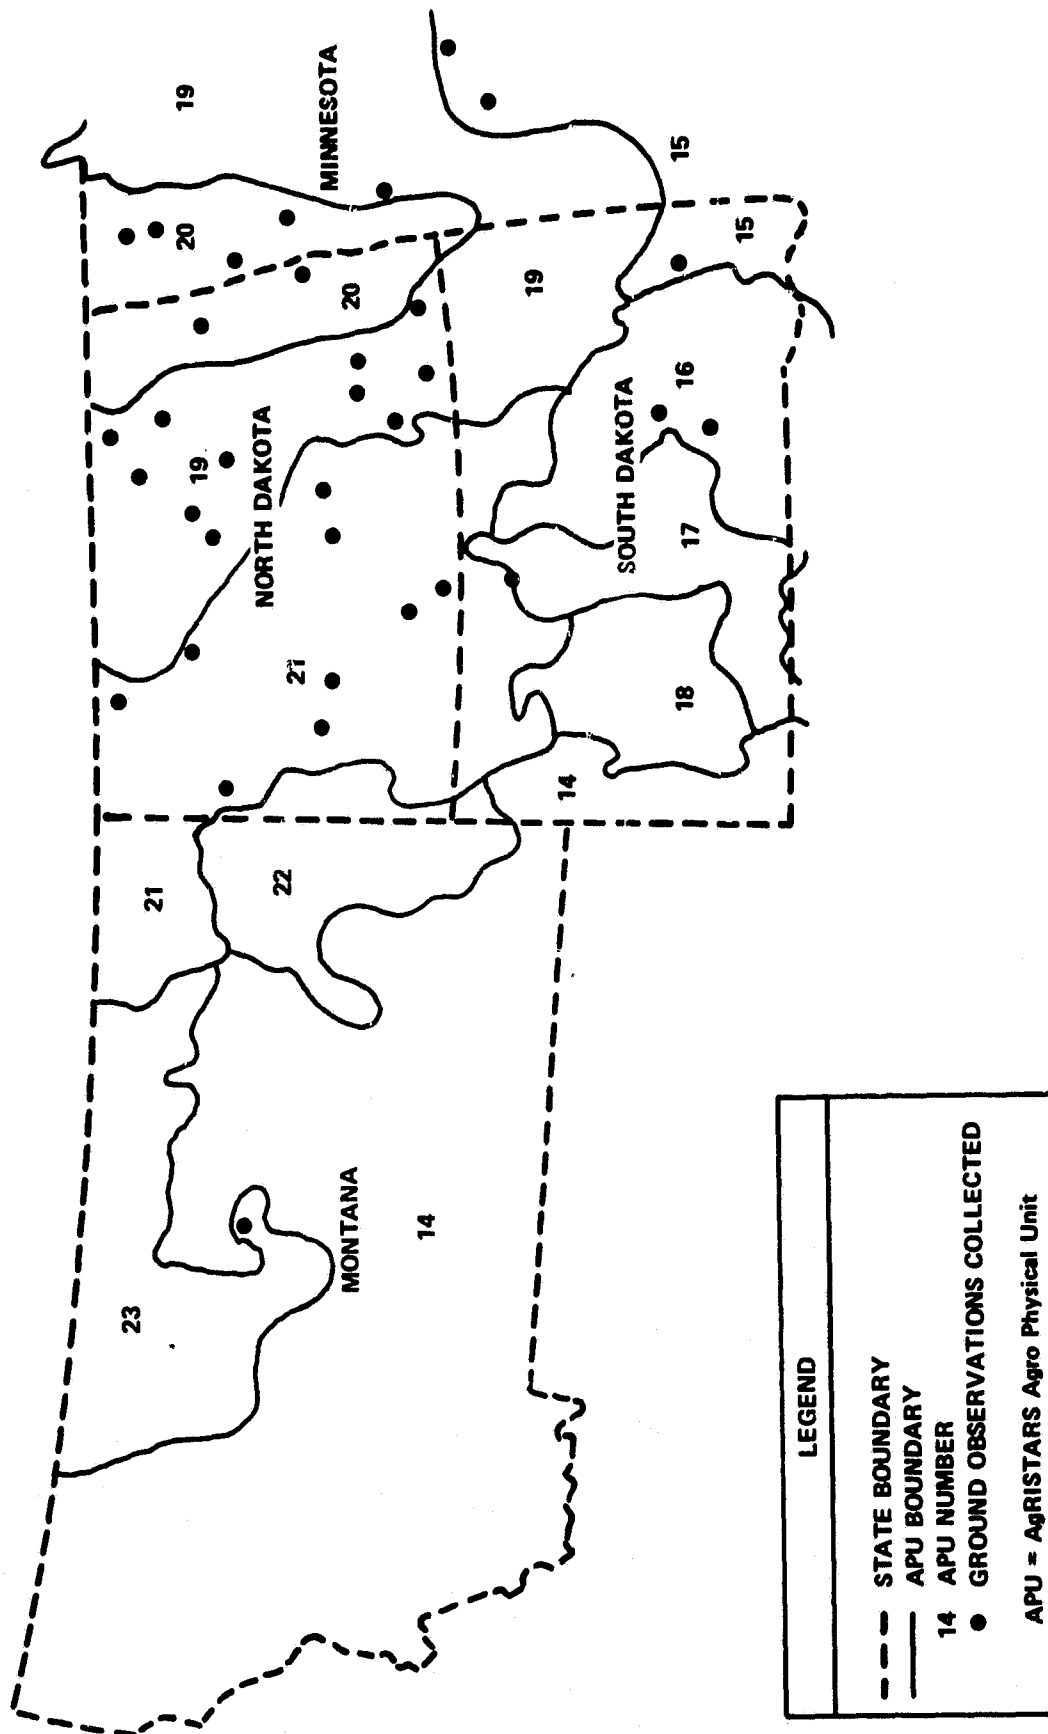 23
MONTANA
14
21
22
21
NORTH DAKOTA
19
20
20
19
MINNESOTA
14
18
17
SOUTH DAKOTA
16
19
15
15
LEGEND
STATE BOUNDARY
APU BOUNDARY
14 APU NUMBER
GROUND OBSERVATIONS COLLECTED
APU = AgRISTARS Agro Physical Unit